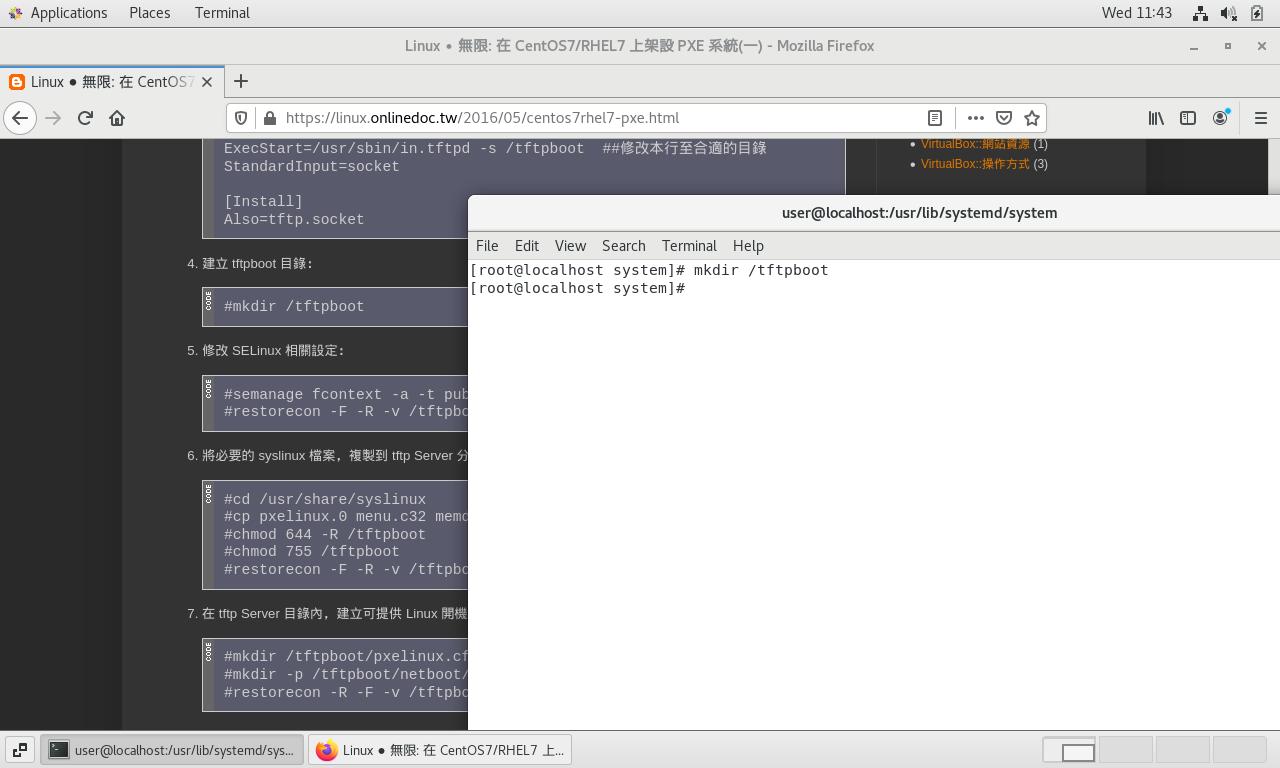 Applications Places Terminal Wed 11:43
Linux ● 無限: 在 CentOS7/RHEL7 上架設 PXE 系統(一) - Mozilla Firefox
Linux ● 無限: 在 CentOS7
https://linux.onlinedoc.tw/2016/05/centos7rhel7-pxe.html
ExecStart=/usr/sbin/in.tftpd -s /tftpboot ##修改本行至合適的目錄
StandardInput=socket
[Install]
Also=tftp.socket
VirtualBox::網站資源 (1)
VirtualBox::操作方式 (3)
4. 建立 tftpboot 目錄:
CODE
#mkdir /tftpboot
5. 修改 SELinux 相關設定:
CODE
#semanage fcontext -a -t pub
#restorecon -F -R -v /tftpbo
6. 將必要的 syslinux 檔案, 複製到 tftp Server 分
CODE
#cd /usr/share/syslinux
#cp pxelinux.0 menu.c32 memd
#chmod 644 -R /tftpboot
#chmod 755 /tftpboot
#restorecon -F -R -v /tftpbo
7. 在 tftp Server 目錄內, 建立可提供 Linux 開機
CODE
#mkdir /tftpboot/pxelinux.cf
#mkdir -p /tftpboot/netboot/
#restorecon -R -F -v /tftpbo
user@localhost:/usr/lib/systemd/system
File Edit View Search Terminal Help
[root@localhost system]# mkdir /tftpboot
[root@localhost system]#
user@localhost:/usr/lib/systemd/sys...
Linux ● 無限: 在 CentOS7/RHEL7 上...